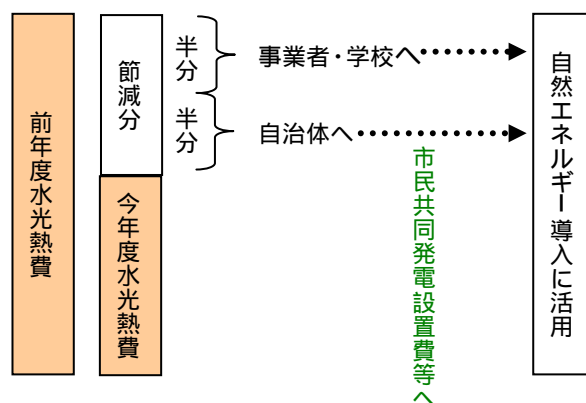 前年度水光熱費
節減分
今年度水光熱費
半分
半分
事業者・学校へ
自治体へ
市民共同発電設置費等へ
自然エネルギー導入に活用